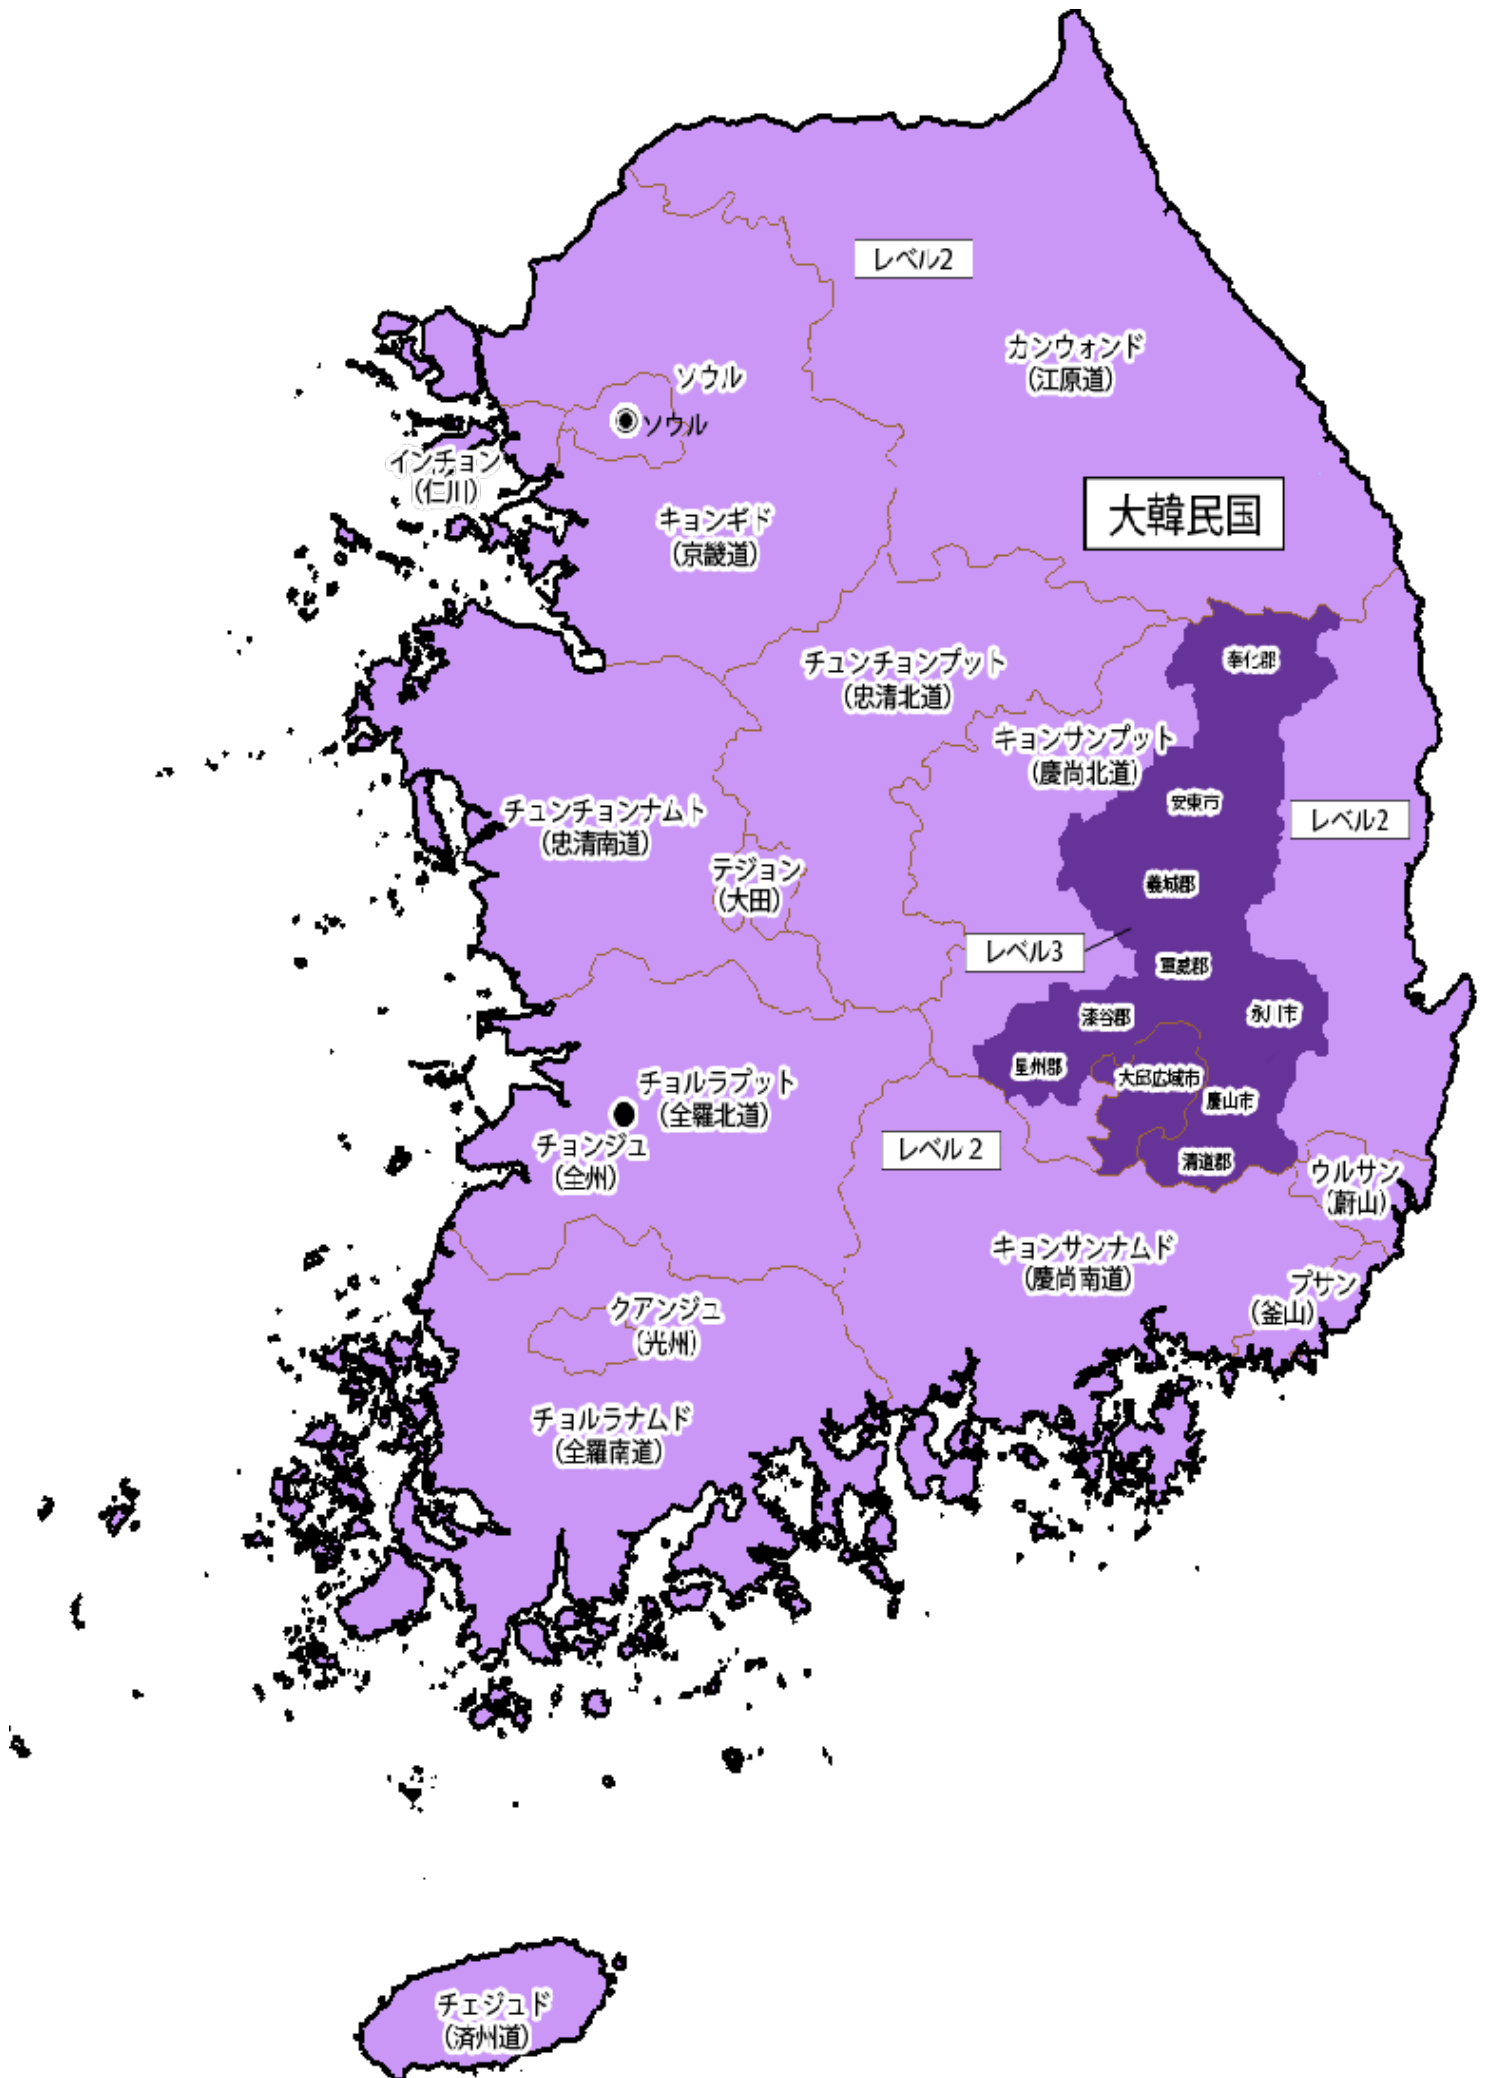 レベル2
カンウォンド
(江原道)
ソウル
ソウル
インチョン
(仁川)
大韓民国
キョンギド
(京畿道)
チュンチョンプット
(忠清北道)
奉化郡
キョンサンプット
(慶尚北道)
安東市
レベル2
チュンチョンナムト
(忠清南道)
テジョン
(大田)
義城郡
レベル3
軍威郡
漆谷郡
永川市
星州郡
大邱広域市
慶山市
チョルラプット
(全羅北道)
チョンジュ
(全州)
レベル 2
清道郡
ウルサン
(蔚山)
キョンサンナムド
(慶尚南道)
プサン
(釜山)
クアンジュ
(光州)
チョルラナムド
(全羅南道)
チェジュド
(済州道)